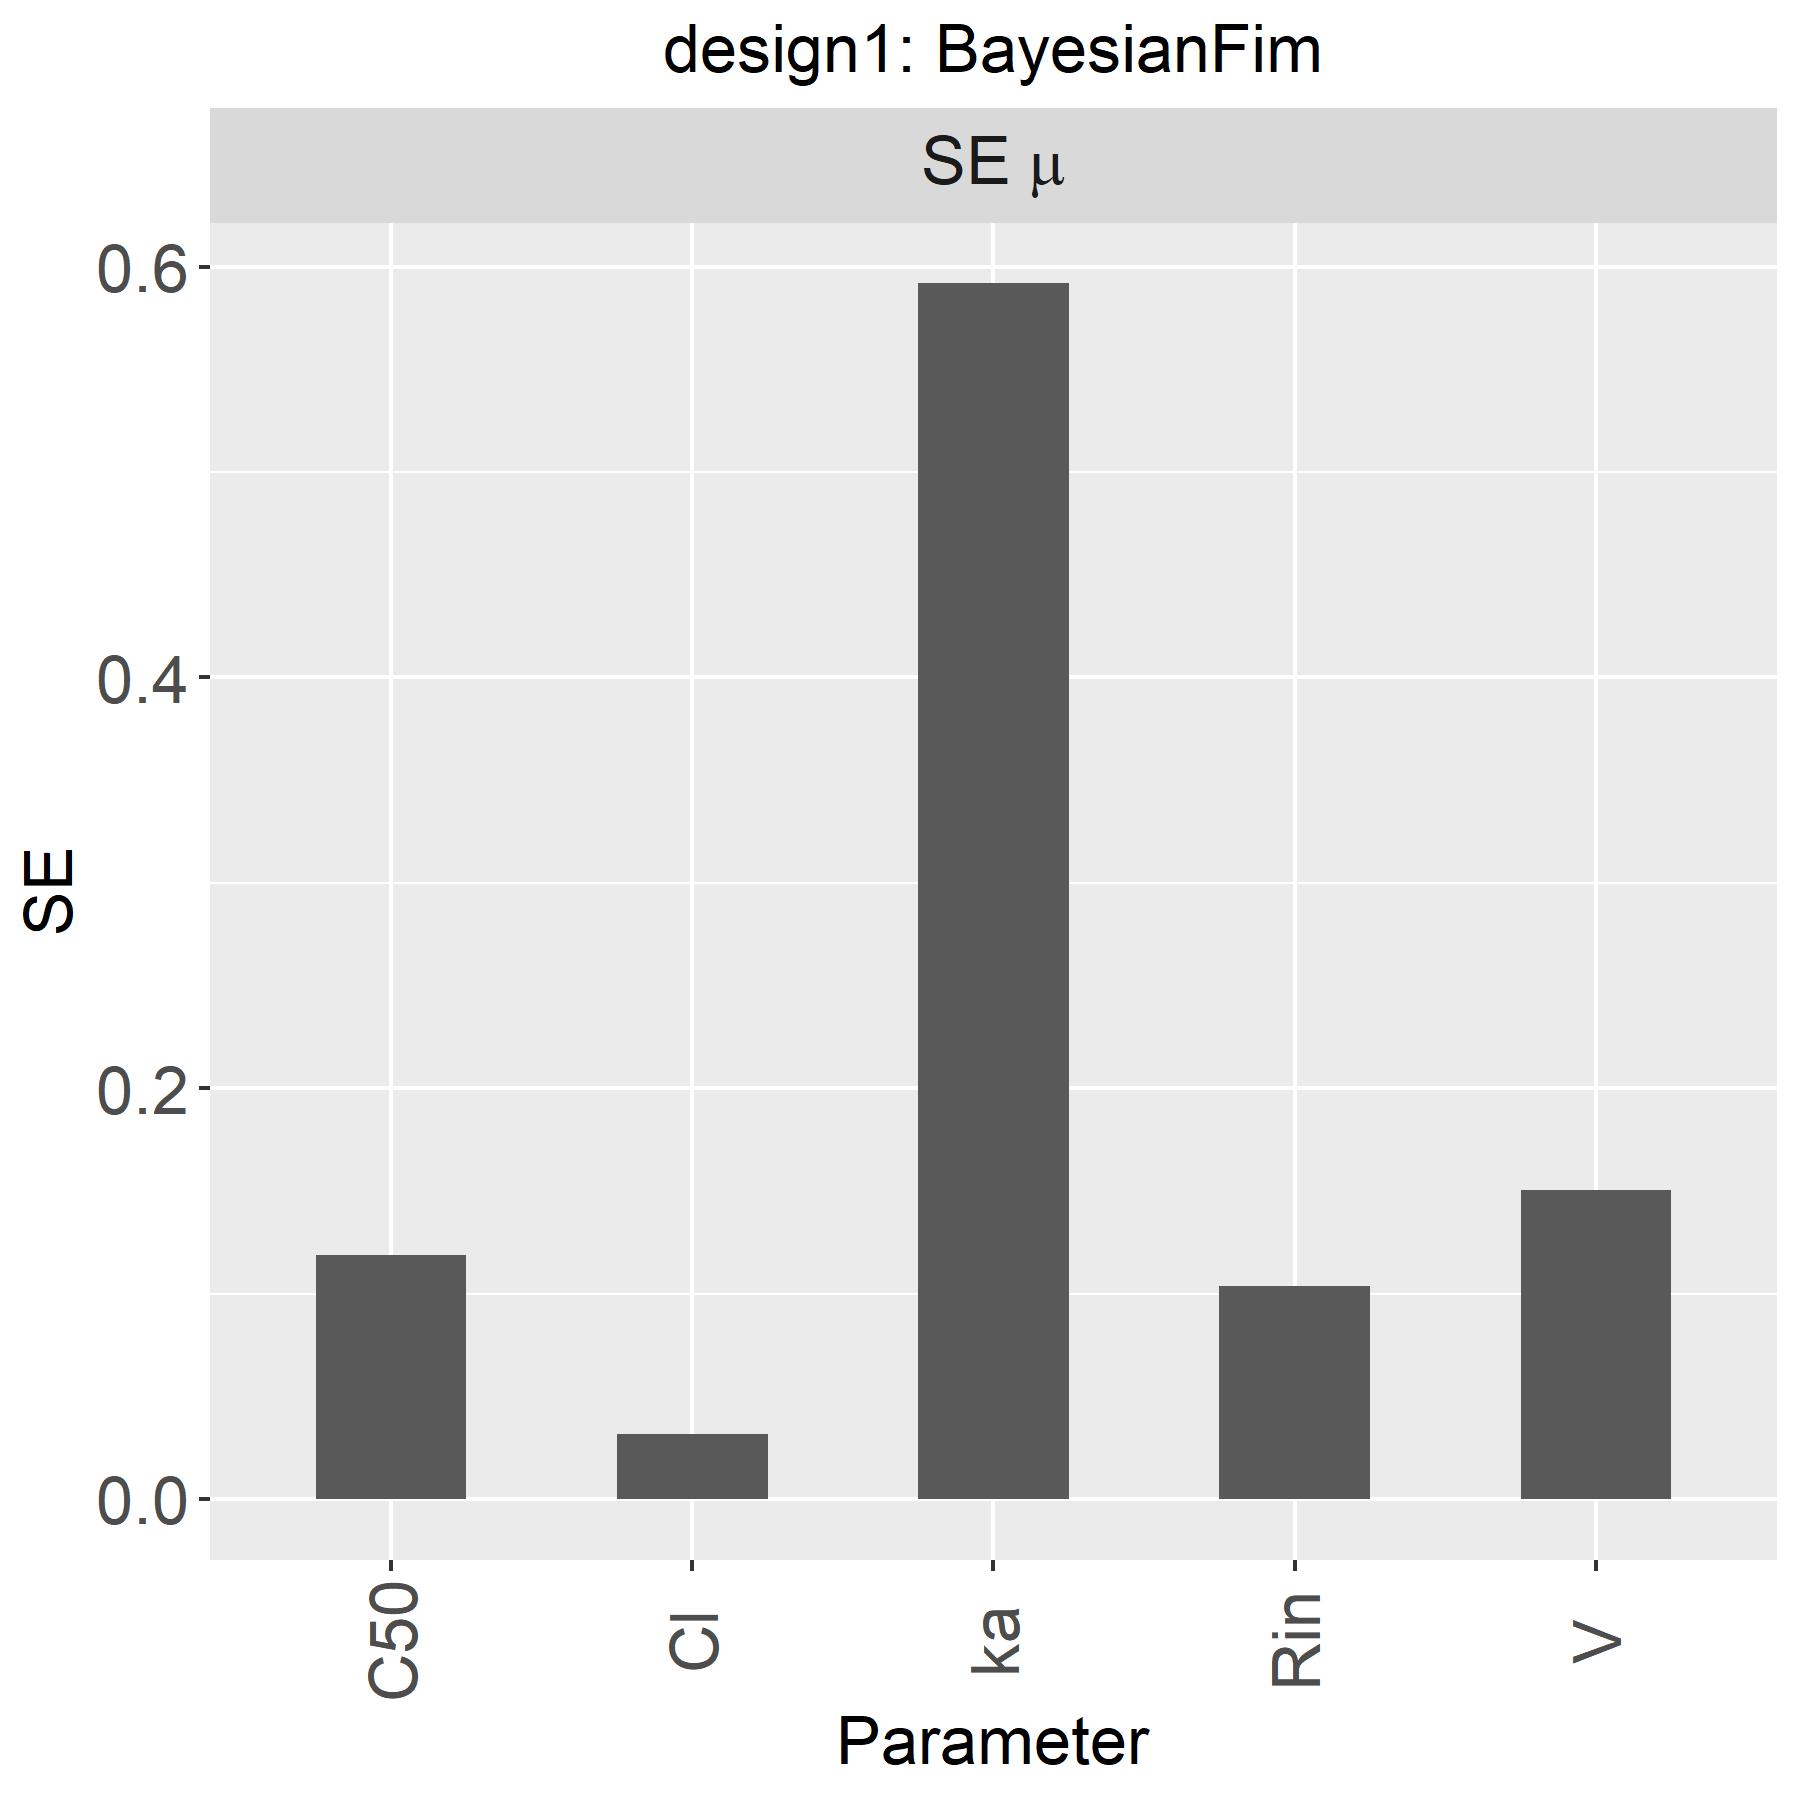 design1: BayesianFim
SE μ
0.6
0.4
0.2
0.0
SE
C50
Cl
ka
Rin
V
Parameter